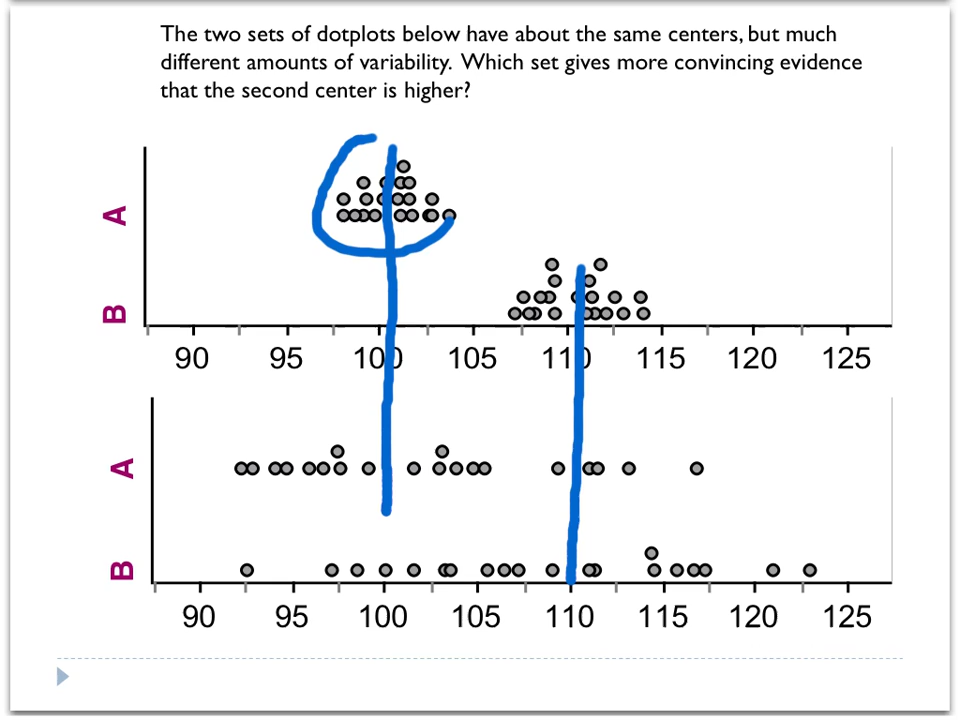 The two sets of dotplots below have about the same centers, but much
different amounts of variability. Which set gives more convincing evidence
that the second center is higher?
A
B
90 95 100 105 110 115 120 125
A
B
90 95 100 105 110 115 120 125